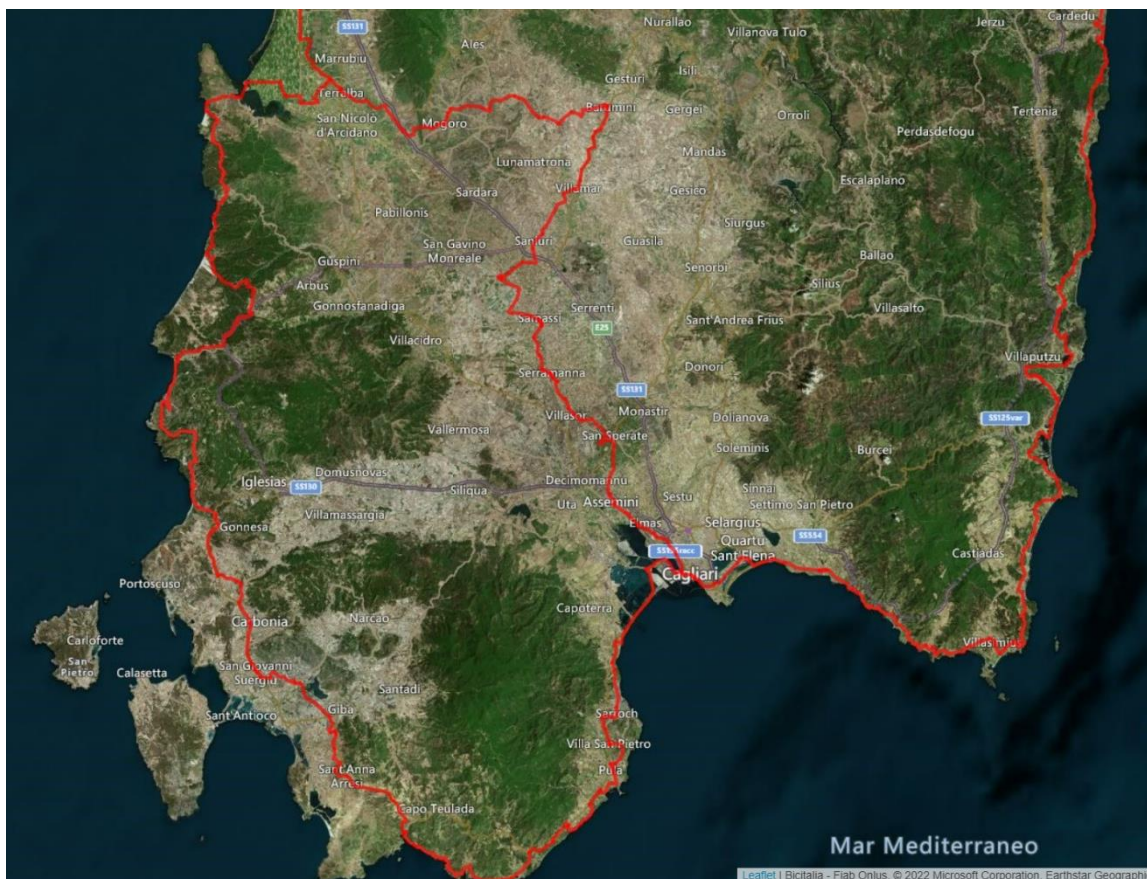 Nurallao
Jerzu
Cardedu
SS131
Villanova Tulo
Ales
Marrubiu
Isili
Gesturi
Terralba
Barumini
Gergei
Orroli
Tertenia
San Nicolò
d'Arcidano
Mogoro
Perdasdefogu
Lunamatrona
Mandas
Escalaplano
Sardara
Villamar
Gesico
Pabillonis
Siurgus
San Gavino
Monreale
Sanluri
Guasila
Ballao
Guspini
Senorbì
Arbus
Silius
Gonnosfanadiga
Serrenti
Villasalto
Samassi
Sant'Andrea Frius
E25
Villacidro
Villaputzu
Donori
Serramanna
SS131
Villasor
Monastir
Dolianova
SS125var
Vallermosa
San Sperate
Soleminis
Burcei
Domusnovas
Iglesias
SS130
Siliqua
Decimomannu
Sinnai
Villamassargia
Uta
Assemini
Sestu
Settimo San Pietro
Gonnesa
Elmas
Selargius
Quartu
Sant'Elena
SS554
Castiadas
Portoscuso
Cagliari
Capoterra
Carbonia
Narcao
Carloforte
San
Pietro
Villasimius
Calasetta
San Giovanni
Suergiu
Santadi
Sant'Antioco
Giba
Sarroch
Villa San Pietro
Sant'Anna
Arresi
Pula
Capo Teulada
Mar Mediterraneo
Leaflet | Bicitalia - Fiab Onlus, © 2022 Microsoft Corporation, Earthstar Geograph